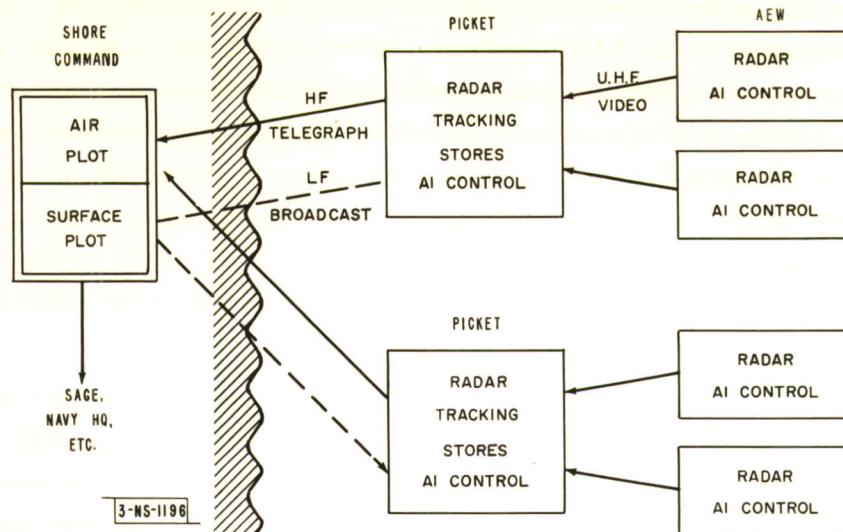 SHORE
COMMAND
AIR
PLOT
SURFACE
PLOT
SAGE,
NAVY HQ,
ETC.
3-NS-1196
HF
TELEGRAPH
LF
BROADCAST
PICKET
RADAR
TRACKING
STORES
AI CONTROL
U.H.F.
VIDEO
AEW
RADAR
AI CONTROL
RADAR
AI CONTROL
PICKET
RADAR
TRACKING
STORES
AI CONTROL
RADAR
AI CONTROL
RADAR
AI CONTROL